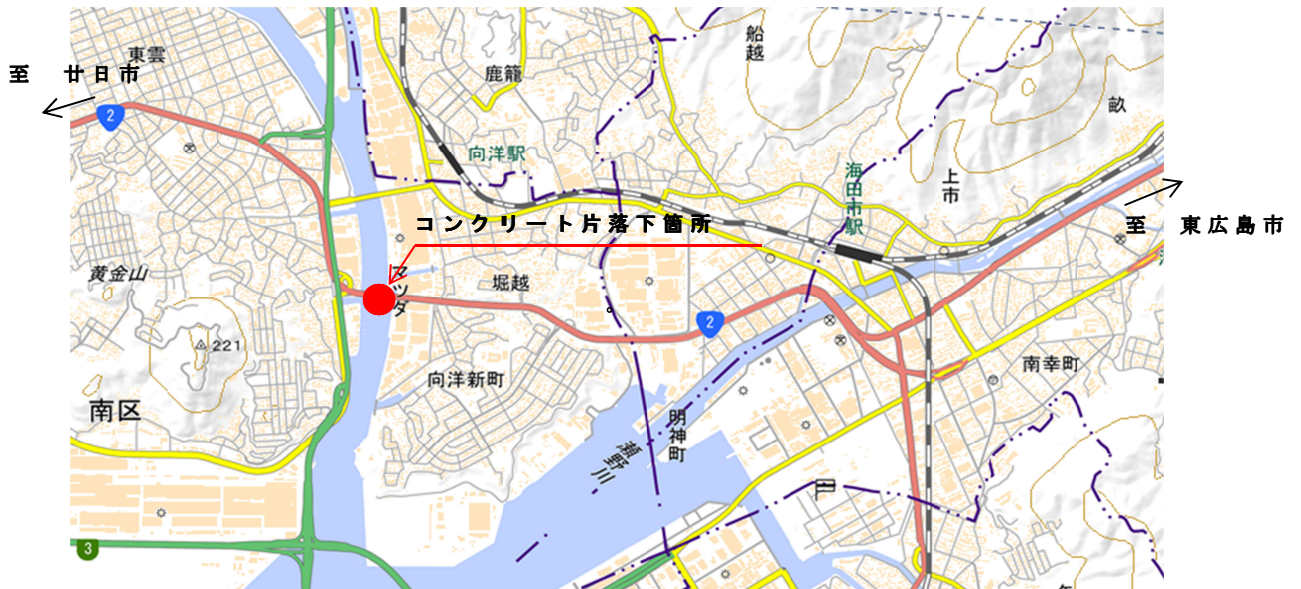 東雲
至 廿日市
2
鹿籠
船越
畝
向洋駅
海田市駅
上市
コンクリート片落下箇所
至 東広島市
黄金山
マツダ
堀越
2
221
向洋新町
南幸町
南区
明神町
瀬野川
戸
3